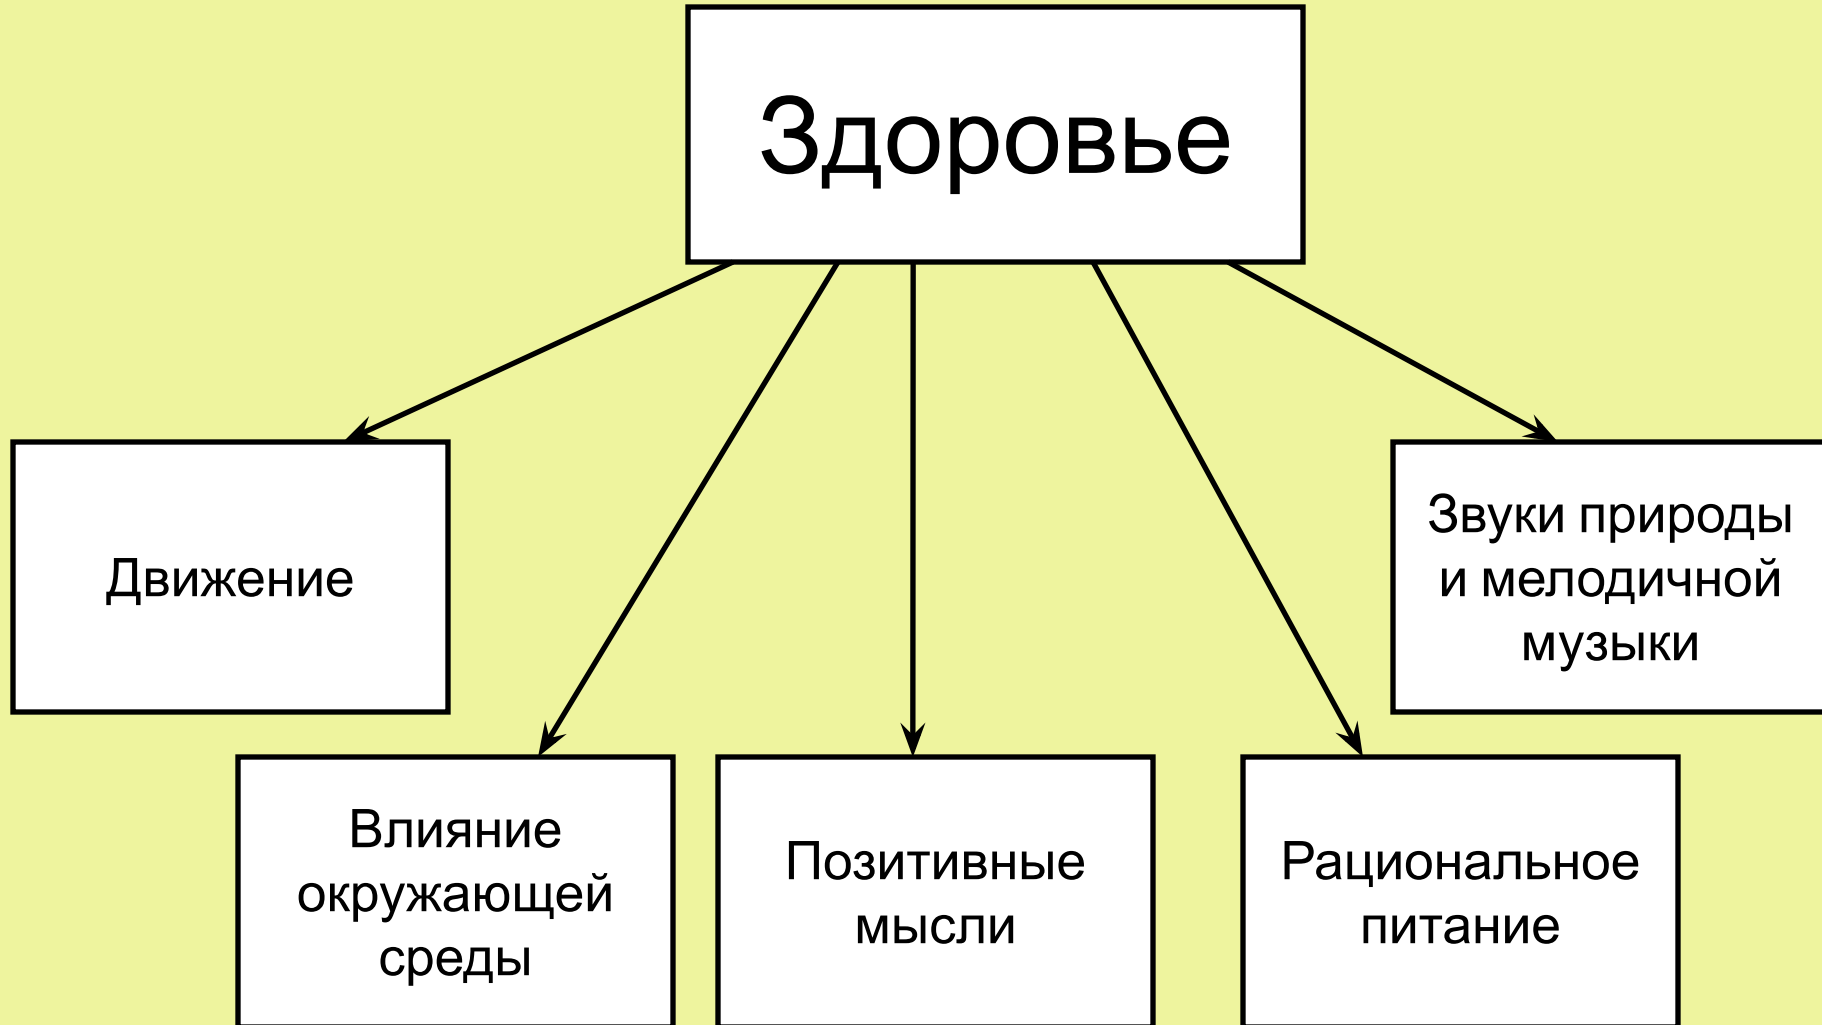 Здоровье
Движение
Звуки природы
и мелодичной
музыки
Влияние
окружающей
среды
Позитивные
мысли
Рациональное
питание